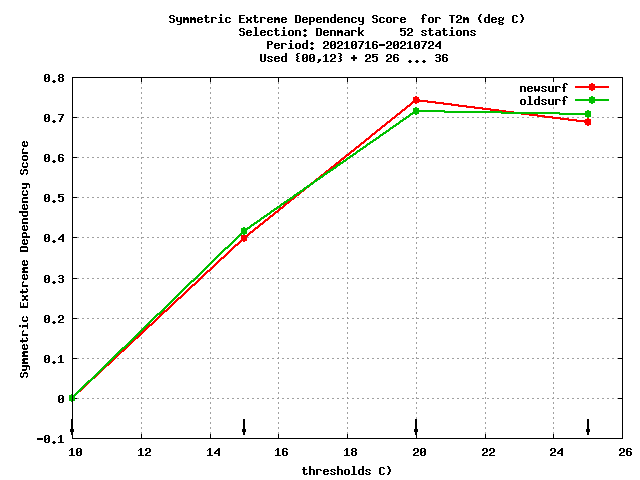 Symmetric Extreme Dependency Score  for T2m (deg C)
Selection: Denmark     52 stations
Period: 20210716-20210724
Used {00,12} + 25 26 ... 36
newsurf
oldsurf
Symmetric Extreme Dependency Score
0.8
0.7
0.6
0.5
0.4
0.3
0.2
0.1
0
-0.1
10 12 14 16 18 20 22 24 26
thresholds C)